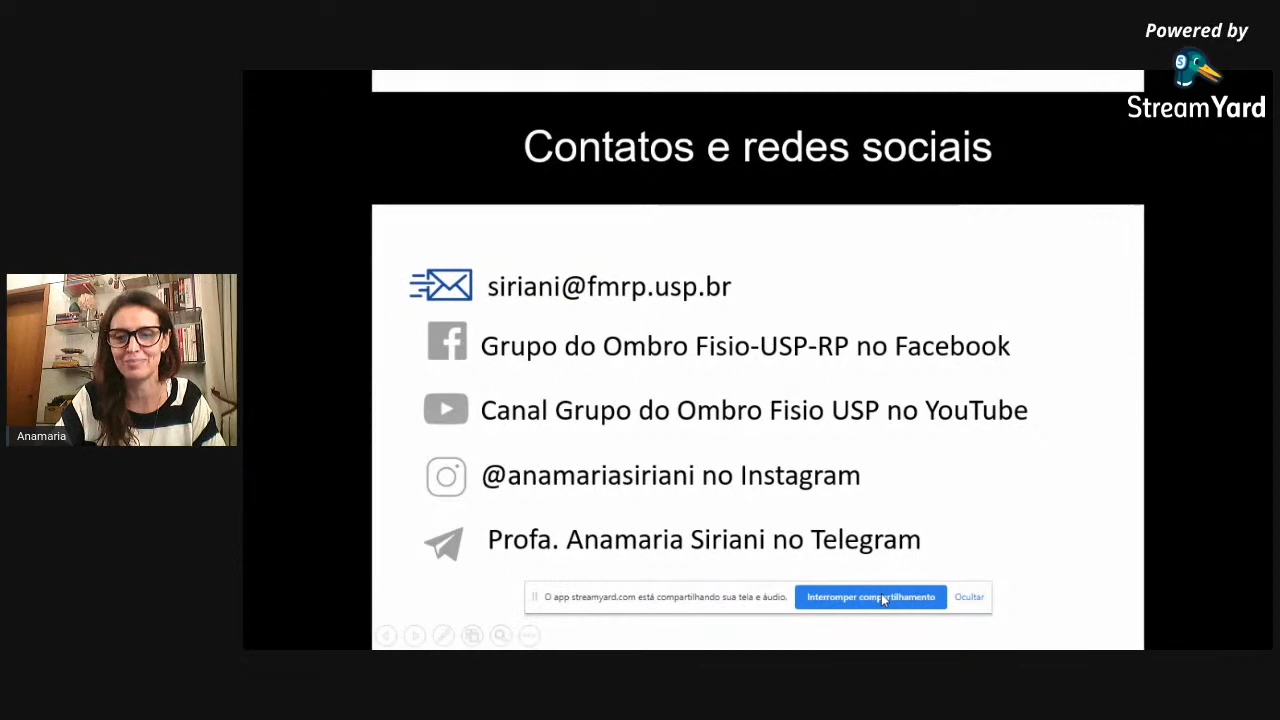 Powered by
StreamYard
Contatos e redes sociais
siriani@fmrp.usp.br
Grupo do Ombro Fisio-USP-RP no Facebook
Canal Grupo do Ombro Fisio USP no YouTube
@anamariasiriani no Instagram
Profa. Anamaria Siriani no Telegram
O app streamyard.com está compartilhando sua tela e áudio. Interromper compartilhamento Ocultar
Anamaria